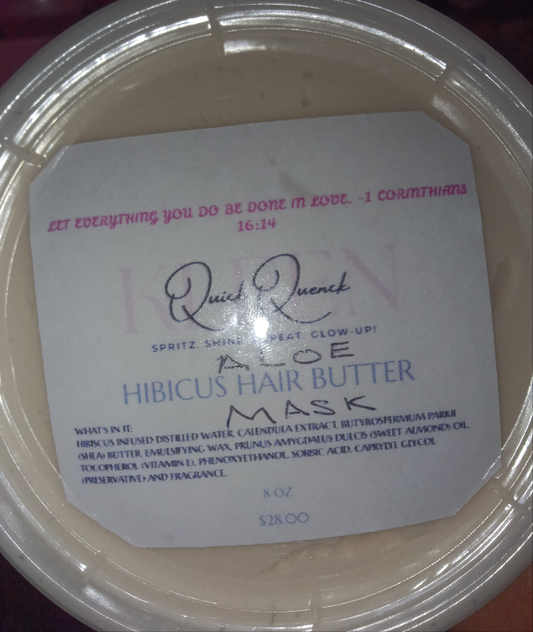 LET EVERYTHING YOU DO BE DONE IN LOVE. -1 CORINTHIANS
16:14
Quick Quenck
SPRITZ. SHINE. REPEAT. GLOW-UP!
ALOE
HIBICUS HAIR BUTTER
MASK
WHAT'S IN IT:
HIBISCUS INFUSED DISTILLED WATER, CALENDULA EXTRACT, BUTYROSPERMUM PARKII
(SHEA) BUTTER, EMULSIFYING WAX, PRUNUS AMYGDALUS DULCIS (SWEET ALMOND) OIL,
TOCOPHEROL (VITAMIN E), PHENOXYETHANOL, SORBIC ACID, CAPRYLYL GLYCOL
(PRESERVATIVE) AND FRAGRANCE.
8 OZ
$28.00